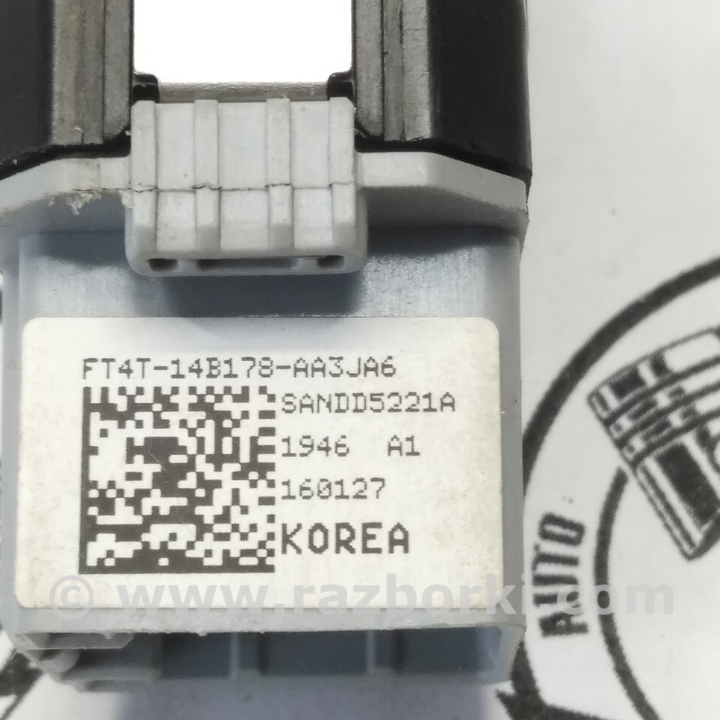 FT4T-14B178-AA3JA6
SANDD5221A
1946 A1
160127
KOREA
© www.razborki.com
AUTO